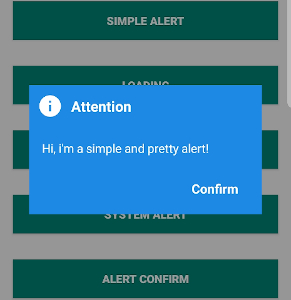 SIMPLE ALERT
LOADING
Attention
Hi, i'm a simple and pretty alert!
Confirm
SYSTEM ALERT
ALERT CONFIRM